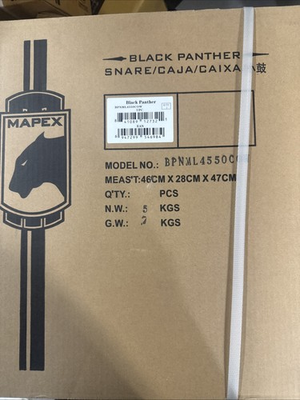 BLACK PANTHER
SNARE/CAJA/CAIXA/小鼓
Black Panther
MAPEX
MODEL NO.: BPNML4550C
MEAS'T:46CM X 28CM X 47CM
Q'TY.: PCS
N.W.: 5 KGS
G.W.: KGS